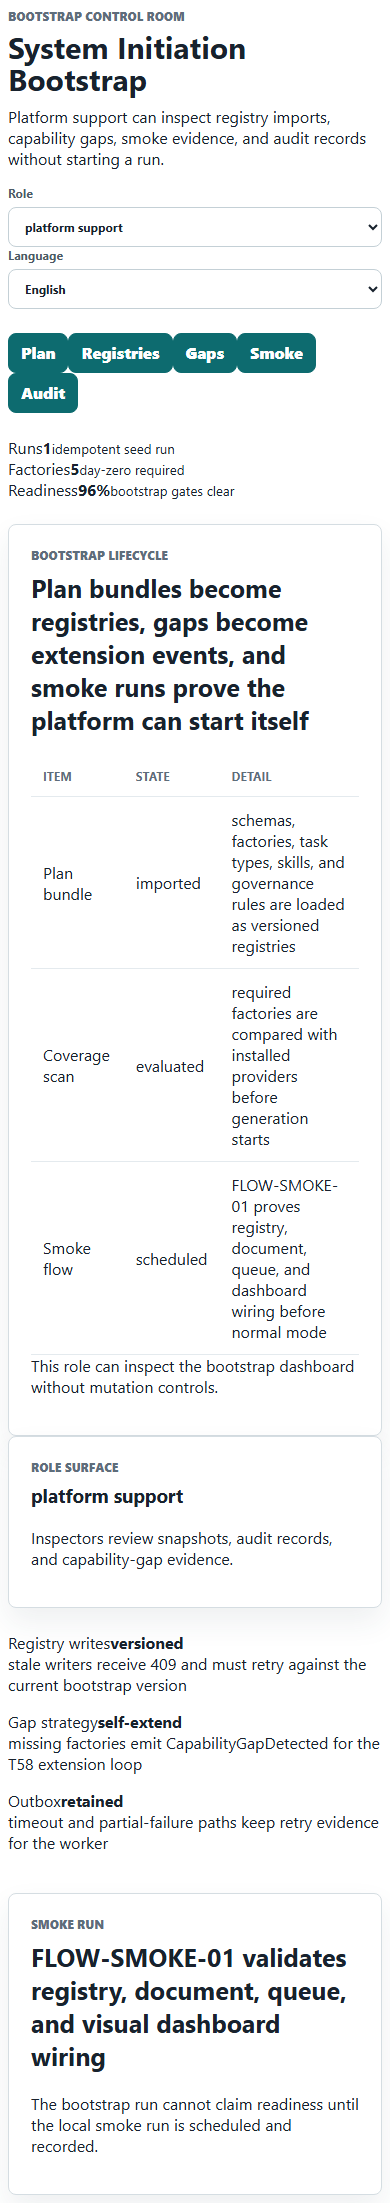 BOOTSTRAP CONTROL ROOM
System Initiation
Bootstrap
Platform support can inspect registry imports,
capability gaps, smoke evidence, and audit records
without starting a run.
Role
platform support
Language
English
Plan Registries Gaps Smoke
Audit
Runs1idempotent seed run
Factories5day-zero required
Readiness96%bootstrap gates clear
BOOTSTRAP LIFECYCLE
Plan bundles become
registries, gaps become
extension events, and
smoke runs prove the
platform can start itself
ITEM STATE DETAIL
Plan
bundle
imported
schemas,
factories, task
types, skills, and
governance
rules are loaded
as versioned
registries
Coverage
scan
evaluated
required
factories are
compared with
installed
providers
before
generation
starts
Smoke
flow
scheduled
FLOW-SMOKE-
01 proves
registry,
document,
queue, and
dashboard
wiring before
normal mode
This role can inspect the bootstrap dashboard
without mutation controls.
ROLE SURFACE
platform support
Inspectors review snapshots, audit records,
and capability-gap evidence.
Registry writesversioned
stale writers receive 409 and must retry against the
current bootstrap version
Gap strategyself-extend
missing factories emit CapabilityGapDetected for the
T58 extension loop
Outboxretained
timeout and partial-failure paths keep retry evidence
for the worker
SMOKE RUN
FLOW-SMOKE-01 validates
registry, document, queue,
and visual dashboard
wiring
The bootstrap run cannot claim readiness until
the local smoke run is scheduled and
recorded.